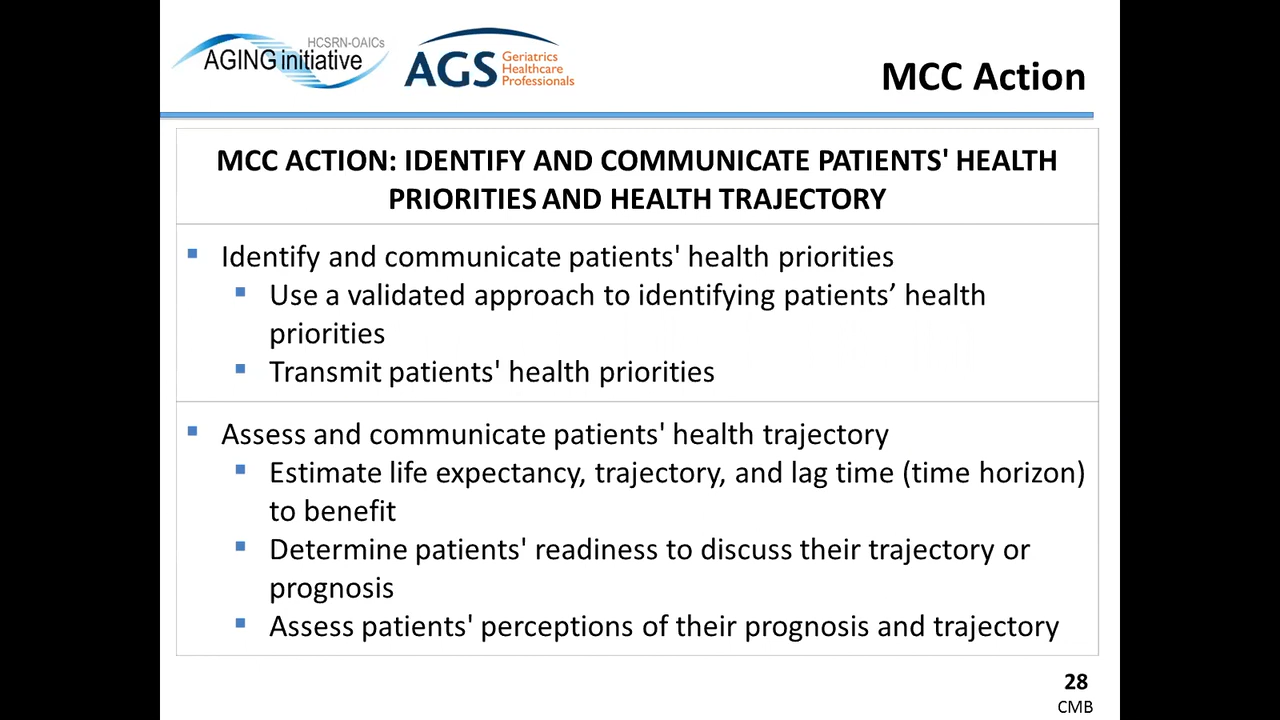 HCSRN-OAICs
AGING initiative
AGS
Geriatrics
Healthcare
Professionals
MCC Action
MCC ACTION: IDENTIFY AND COMMUNICATE PATIENTS' HEALTH
PRIORITIES AND HEALTH TRAJECTORY
▪ Identify and communicate patients' health priorities
▪ Use a validated approach to identifying patients’ health
priorities
▪ Transmit patients' health priorities
▪ Assess and communicate patients' health trajectory
▪ Estimate life expectancy, trajectory, and lag time (time horizon)
to benefit
▪ Determine patients' readiness to discuss their trajectory or
prognosis
▪ Assess patients' perceptions of their prognosis and trajectory
28
CMB